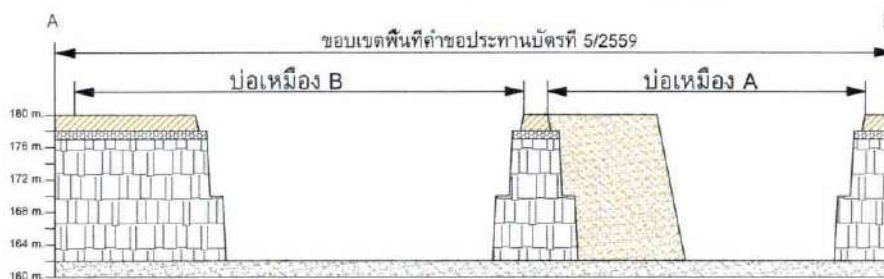 A
ขอบเขตพื้นที่คำขอประทานบัตรที่ 5/2559
บ่อเหมือง B
บ่อเหมือง A
180 m.
176 m.
172 m.
168 m.
164 m.
160 m.